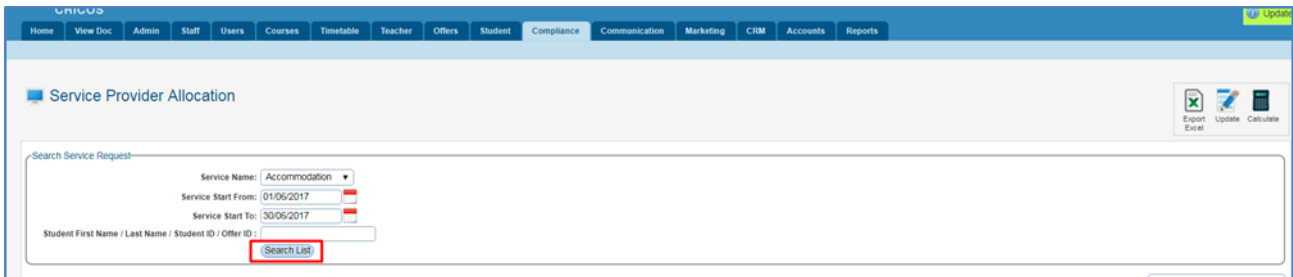 CRICOS
Update
Home View Doc Admin Staff Users Courses Timetable Teacher Offers Student Compliance Communication Marketing CRM Accounts Reports
Service Provider Allocation
Export Excel Update Calculate
Search Service Request
Service Name: Accommodation
Service Start From: 01/06/2017
Service Start To: 30/06/2017
Student First Name / Last Name / Student ID / Offer ID :
Search List